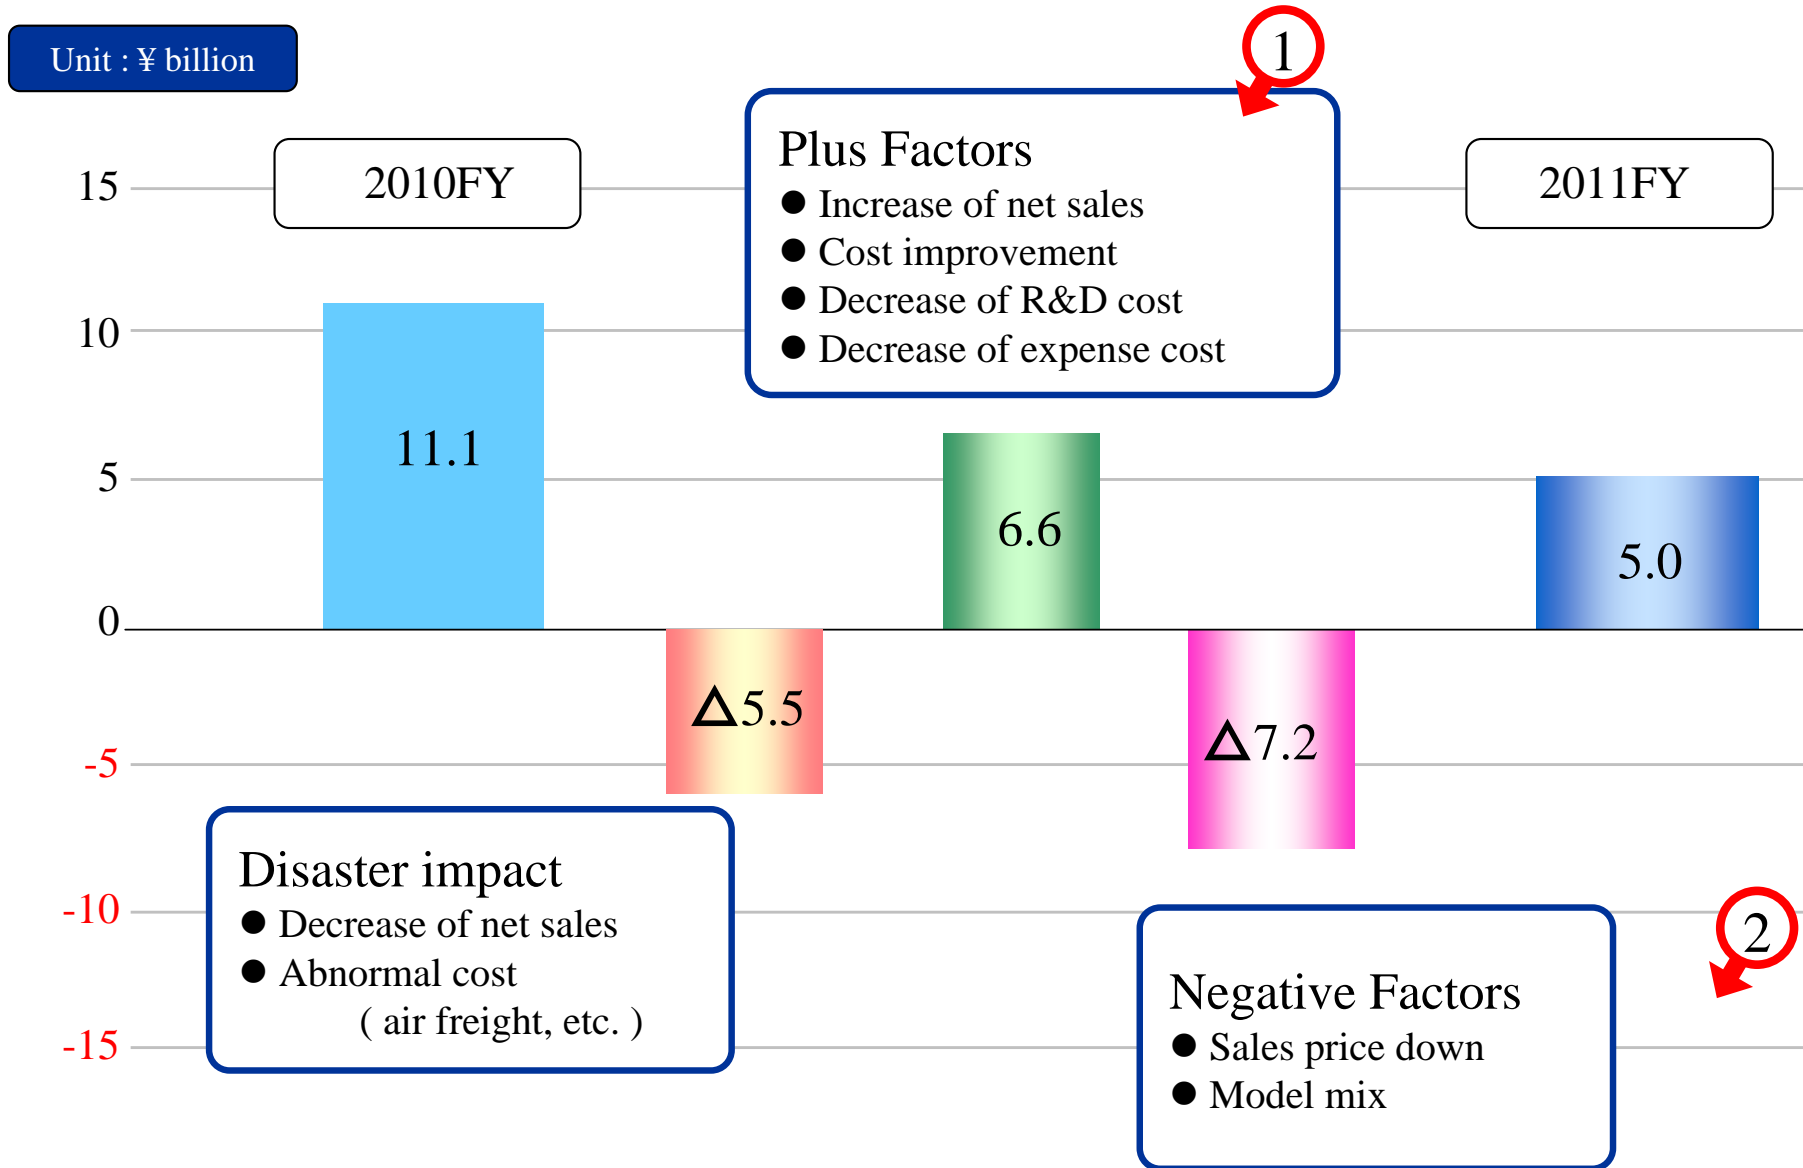 Unit : ¥ billion
1
Plus Factors
● Increase of net sales
● Cost improvement
● Decrease of R&D cost
● Decrease of expense cost
2010FY
2011FY
15
10
5
0
-5
-10
-15
11.1
△5.5
6.6
△7.2
5.0
Disaster impact
● Decrease of net sales
● Abnormal cost
( air freight, etc. )
2
Negative Factors
● Sales price down
● Model mix